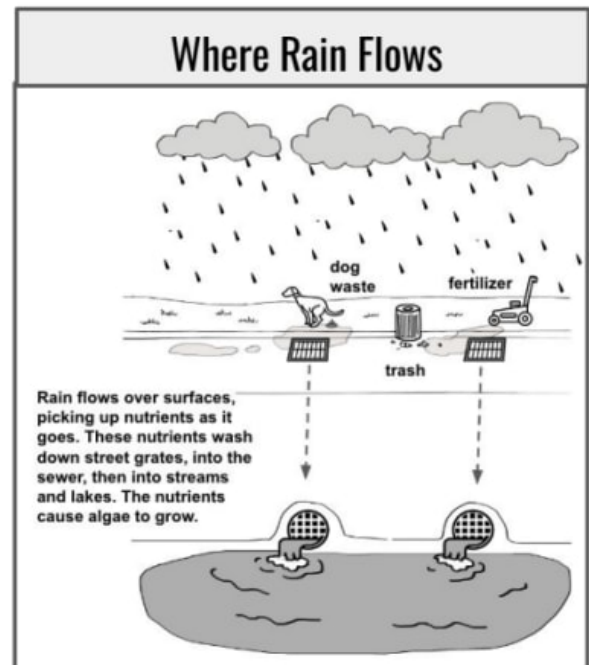 Where Rain Flows
dog
waste
fertilizer
trash
Rain flows over surfaces,
picking up nutrients as it
goes. These nutrients wash
down street grates, into the
sewer, then into streams
and lakes. The nutrients
cause algae to grow.